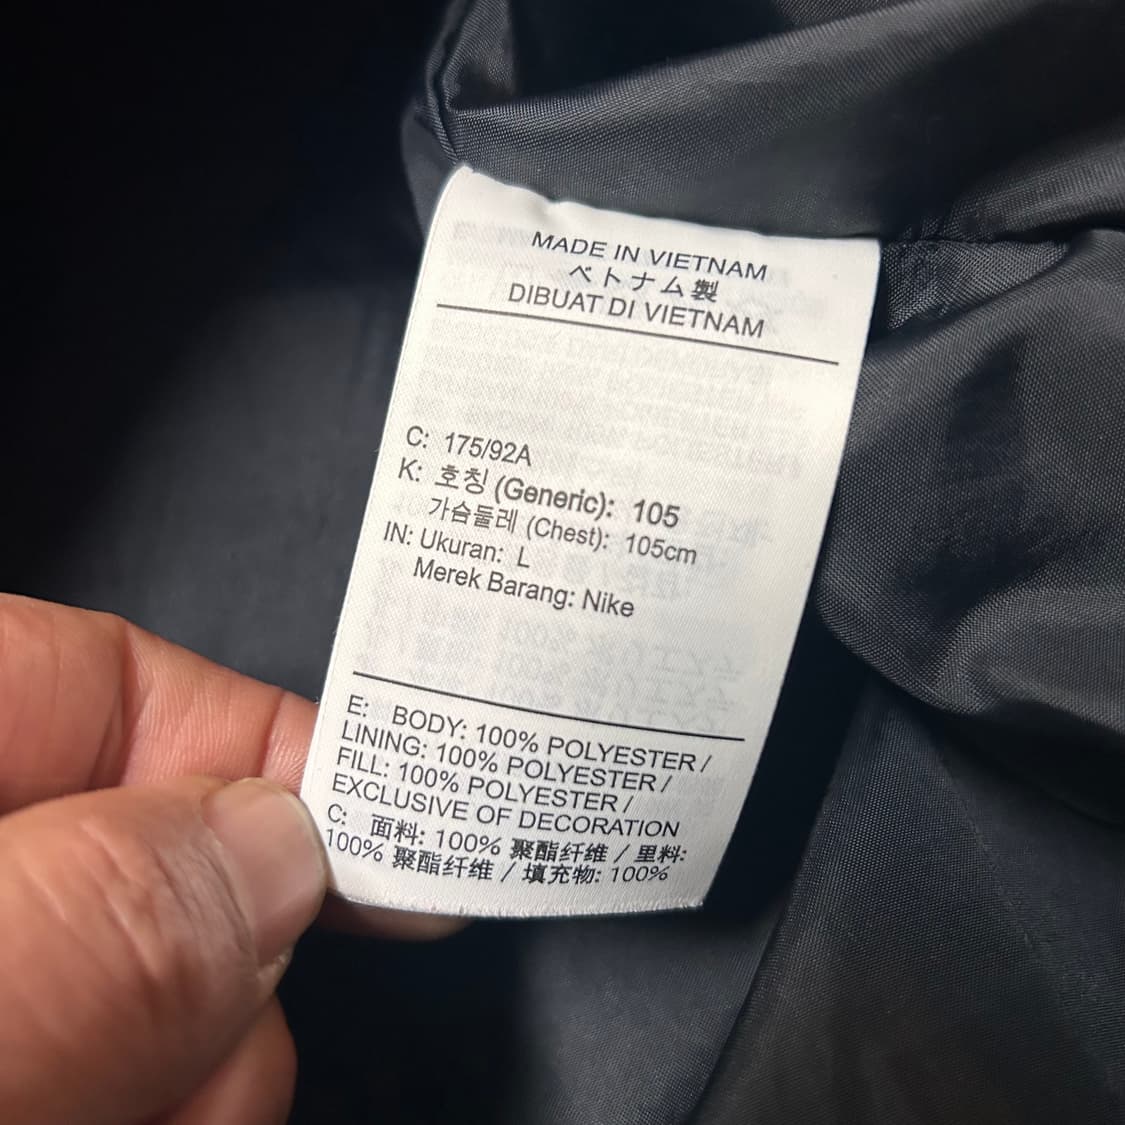 MADE IN VIETNAM
ベトナム製
DIBUAT DI VIETNAM
C: 175/92A
K: 호칭 (Generic): 105
가슴둘레 (Chest): 105cm
IN: Ukuran: L
Merek Barang: Nike
E: BODY: 100% POLYESTER /
LINING: 100% POLYESTER /
FILL: 100% POLYESTER /
EXCLUSIVE OF DECORATION
C: 面料: 100% 聚酯纤维 / 里料:
100% 聚酯纤维 / 填充物: 100%